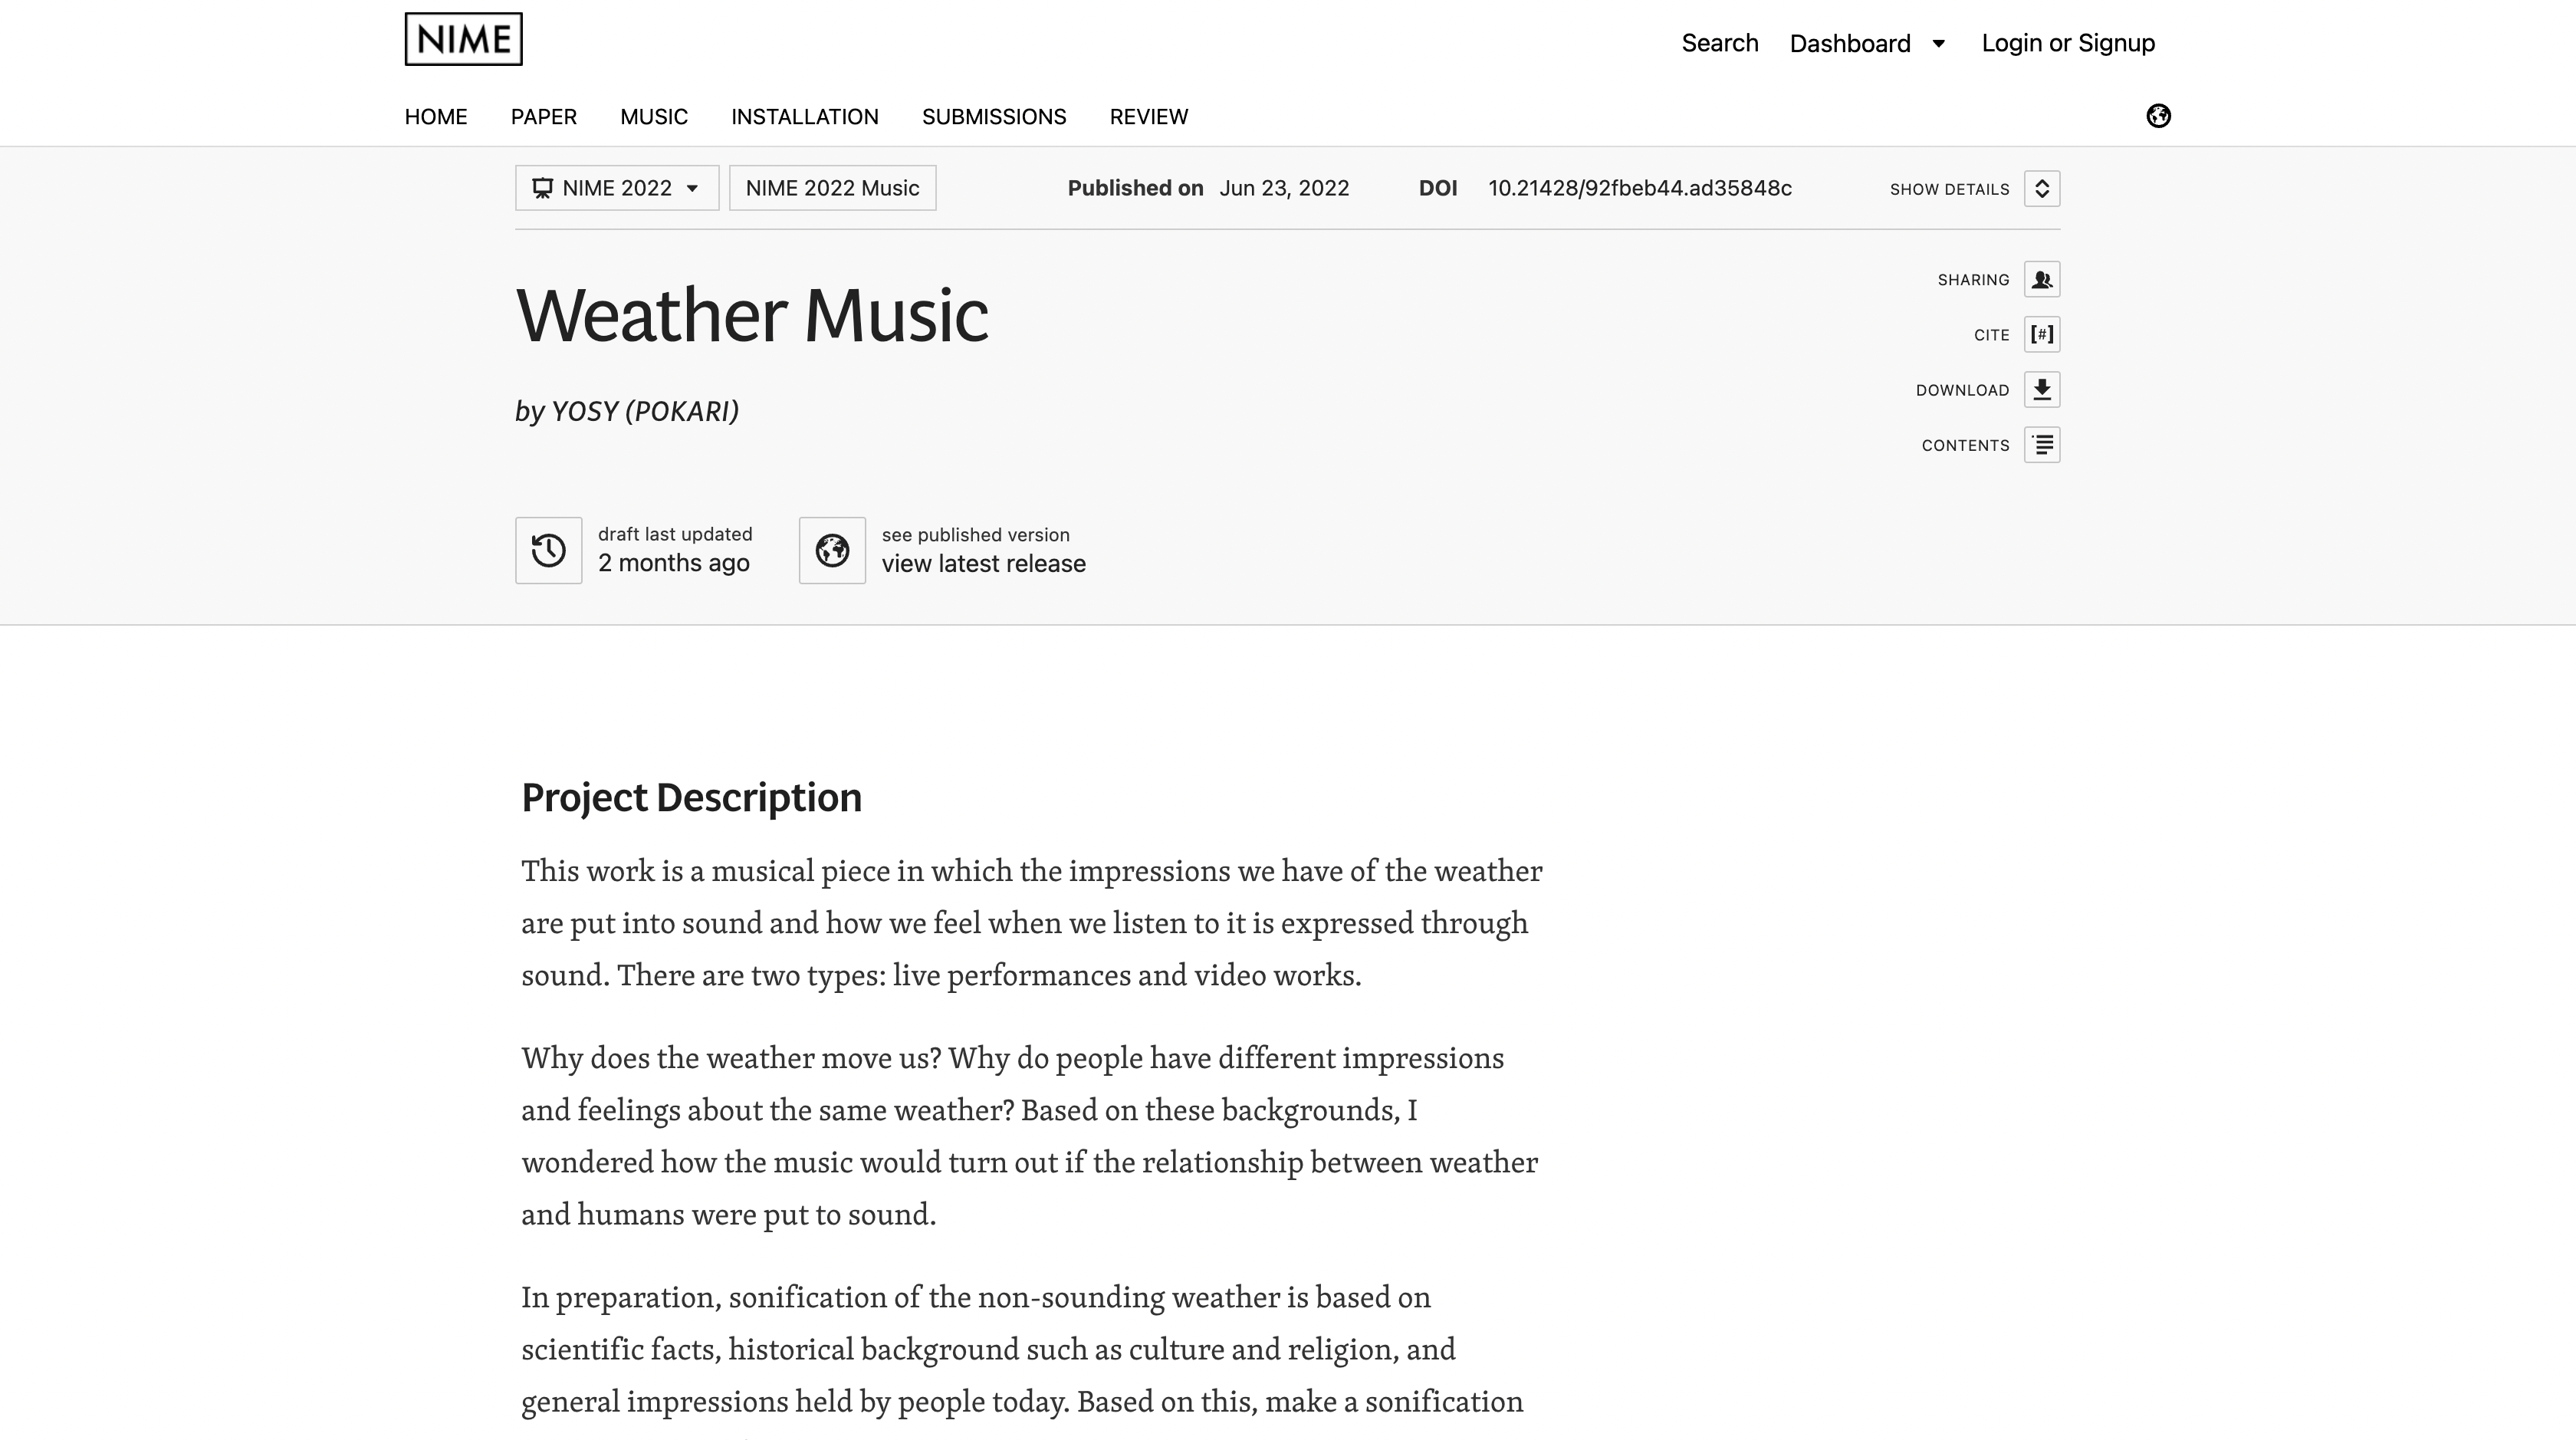 NIME
Search Dashboard Login or Signup
HOME PAPER MUSIC INSTALLATION SUBMISSIONS REVIEW
NIME 2022 NIME 2022 Music Published on Jun 23, 2022 DOI 10.21428/92fbeb44.ad35848c SHOW DETAILS
Weather Music
by YOSY (POKARI)
SHARING
CITE [#]
DOWNLOAD
CONTENTS
draft last updated
2 months ago
see published version
view latest release
Project Description
This work is a musical piece in which the impressions we have of the weather
are put into sound and how we feel when we listen to it is expressed through
sound. There are two types: live performances and video works.
Why does the weather move us? Why do people have different impressions
and feelings about the same weather? Based on these backgrounds, I
wondered how the music would turn out if the relationship between weather
and humans were put to sound.
In preparation, sonification of the non-sounding weather is based on
scientific facts, historical background such as culture and religion, and
general impressions held by people today. Based on this, make a sonification